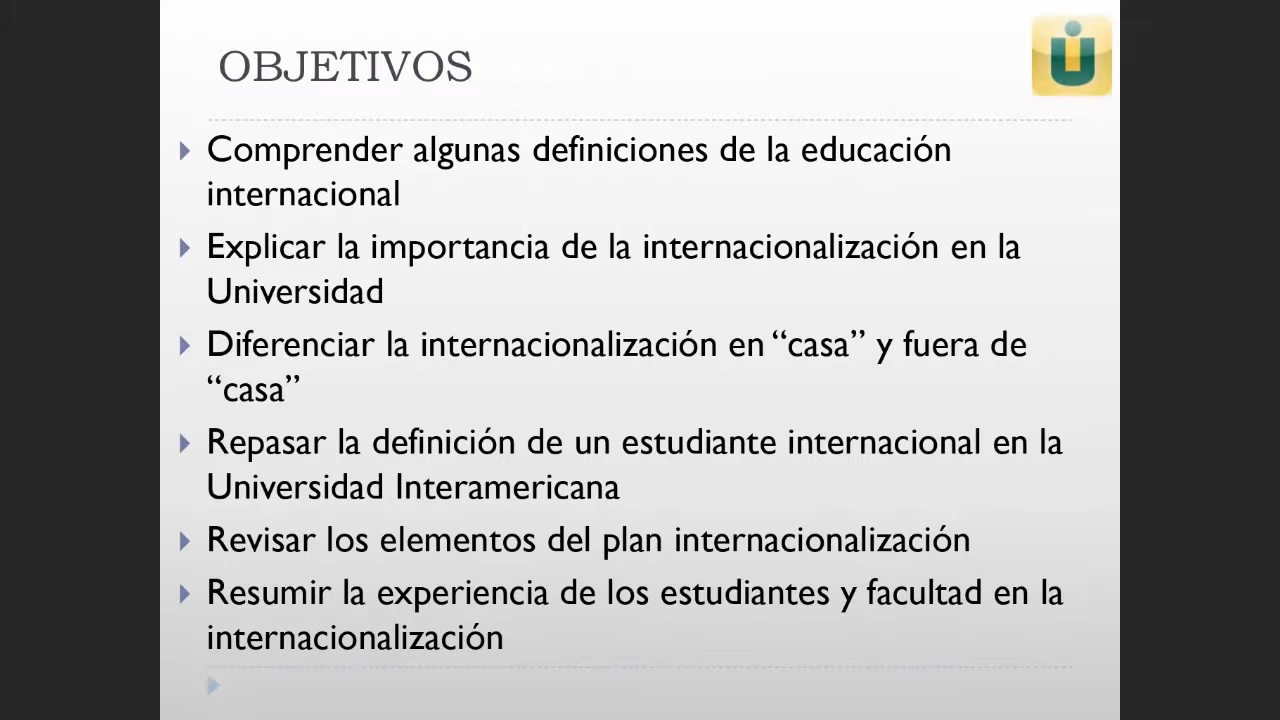 OBJETIVOS
Comprender algunas definiciones de la educación
internacional
Explicar la importancia de la internacionalización en la
Universidad
Diferenciar la internacionalización en “casa” y fuera de
“casa”
Repasar la definición de un estudiante internacional en la
Universidad Interamericana
Revisar los elementos del plan internacionalización
Resumir la experiencia de los estudiantes y facultad en la
internacionalización